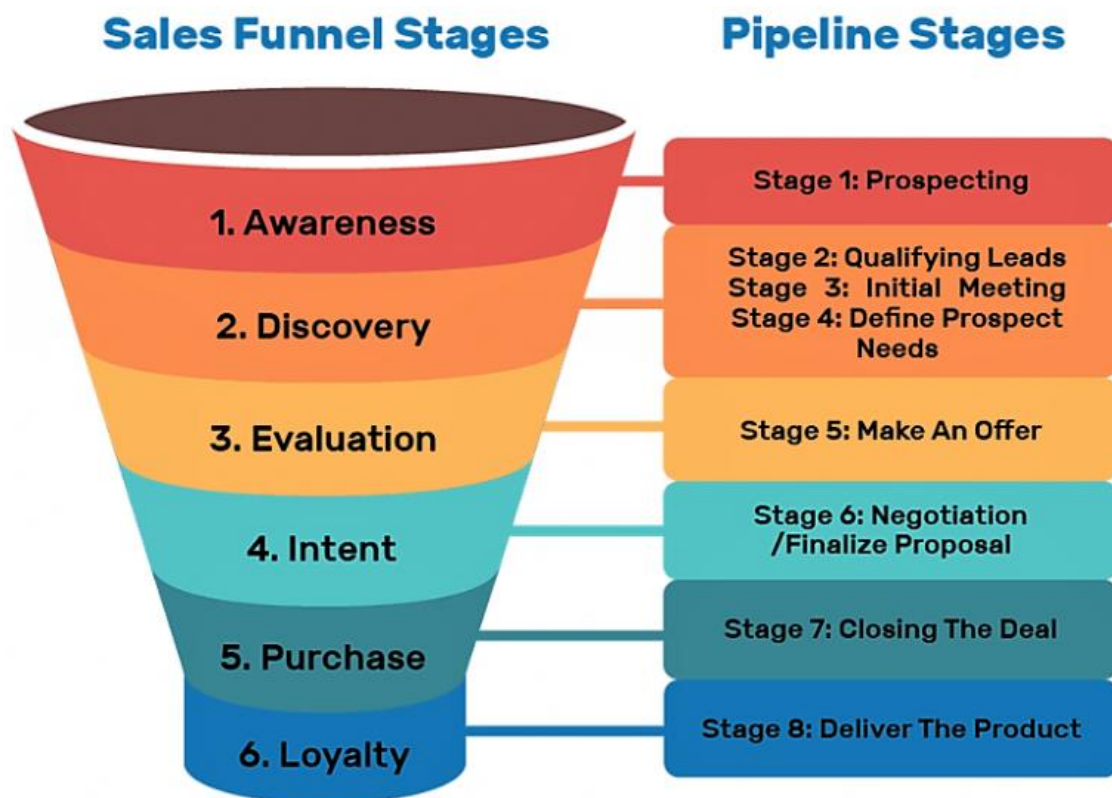 Sales Funnel Stages
Pipeline Stages
1. Awareness
Stage 1: Prospecting
2. Discovery
Stage 2: Qualifying Leads
Stage 3: Initial Meeting
Stage 4: Define Prospect
Needs
3. Evaluation
Stage 5: Make An Offer
4. Intent
Stage 6: Negotiation
/Finalize Proposal
5. Purchase
Stage 7: Closing The Deal
6. Loyalty
Stage 8: Deliver The Product